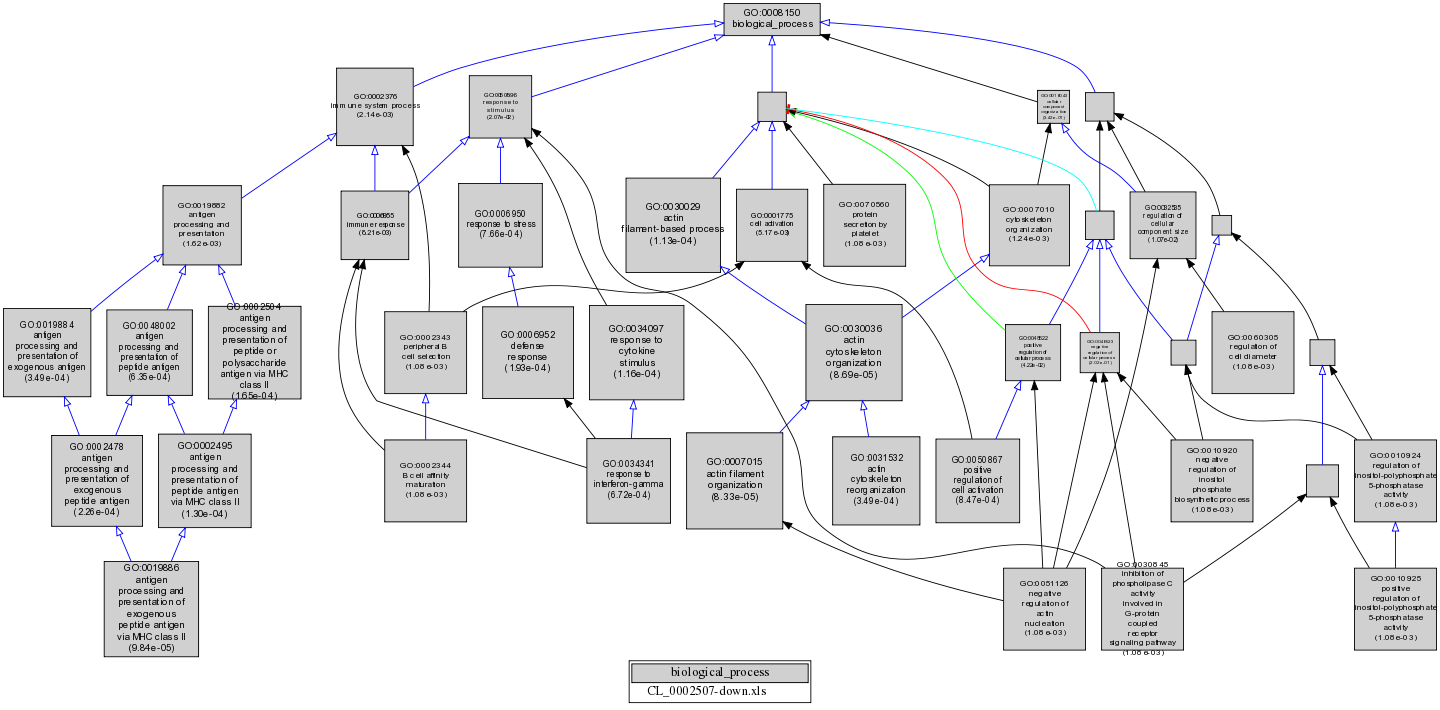 GO:0008150
biological_process
GO:0002376
immune system process
(2.14e-03)
GO:0050896
response to
stimulus
(2.07e-02)
cellular
component
organization
GO:0019882
antigen
processing and
presentation
(1.62e-03)
GO:0006955
immune response
(6.21e-03)
GO:0006950
response to stress
(7.66e-04)
GO:0030029
actin
filament-based process
(1.13e-04)
GO:0001775
cell activation
(5.17e-03)
GO:0070560
protein
secretion by
platelet
(1.08e-03)
GO:0007010
cytoskeleton
organization
(1.24e-03)
GO:0032535
regulation of
cellular
component size
(1.07e-02)
GO:0019884
antigen
processing and
presentation of
exogenous antigen
(3.49e-04)
GO:0048002
antigen
processing and
presentation of
peptide antigen
(6.35e-04)
GO:0002504
antigen
processing and
presentation of
peptide or
polysaccharide
antigen via MHC
class II
(1.65e-04)
GO:0002343
peripheral B
cell selection
(1.08e-03)
GO:0006952
defense
response
(1.93e-04)
GO:0034097
response to
cytokine
stimulus
(1.16e-04)
GO:0030036
actin
cytoskeleton
organization
(8.69e-05)
GO:0048522
positive
regulation of
cellular process
(4.22e-02)
GO:0048523
negative
regulation of
cellular process
GO:0060305
regulation of
cell diameter
(1.08e-03)
GO:0002478
antigen
processing and
presentation of
exogenous
peptide antigen
(2.26e-04)
GO:0002495
antigen
processing and
presentation of
peptide antigen
via MHC class II
(1.30e-04)
GO:0002344
B cell affinity
maturation
(1.08e-03)
GO:0034341
response to
interferon-gamma
(6.72e-04)
GO:0007015
actin filament
organization
(8.33e-05)
GO:0031532
actin
cytoskeleton
reorganization
(3.49e-04)
GO:0050867
positive
regulation of
cell activation
(8.47e-04)
GO:0010920
negative
regulation of
inositol
phosphate
biosynthetic process
(1.08e-03)
GO:0010924
regulation of
inositol-polyphosphate
5-phosphatase
activity
(1.08e-03)
GO:0019886
antigen
processing and
presentation of
exogenous
peptide antigen
via MHC class II
(9.84e-05)
GO:0051126
negative
regulation of
actin
nucleation
(1.08e-03)
GO:0030845
inhibition of
phospholipase C
activity
involved in
G-protein
coupled
receptor
signaling pathway
(1.08e-03)
GO:0010925
positive
regulation of
inositol-polyphosphate
5-phosphatase
activity
(1.08e-03)
biological_process
CL_0002507-down.xls